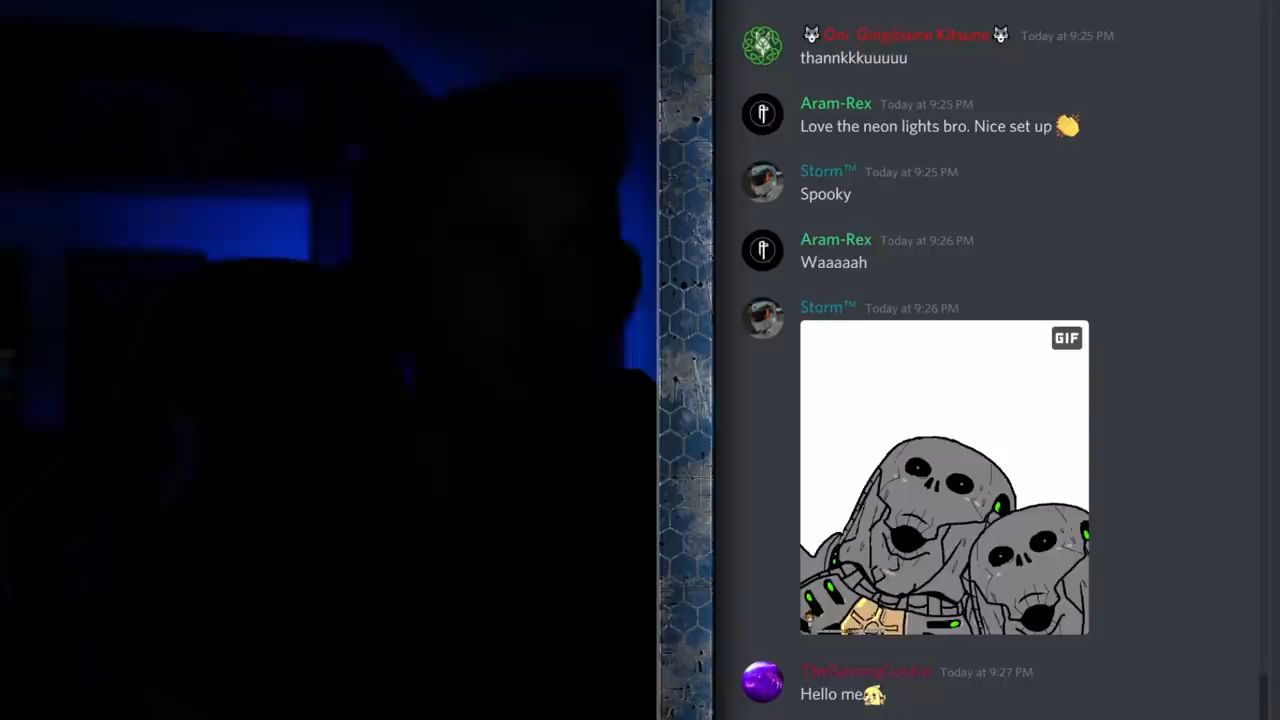 Oni Gingitsune Kitsune Today at 9:25 PM
thannkkkuuuuu
Aram-Rex Today at 9:25 PM
Love the neon lights bro. Nice set up
Storm™ Today at 9:25 PM
Spooky
Aram-Rex Today at 9:26 PM
Waaaaah
Storm™ Today at 9:26 PM
GIF
Today at 9:27 PM
Hello me